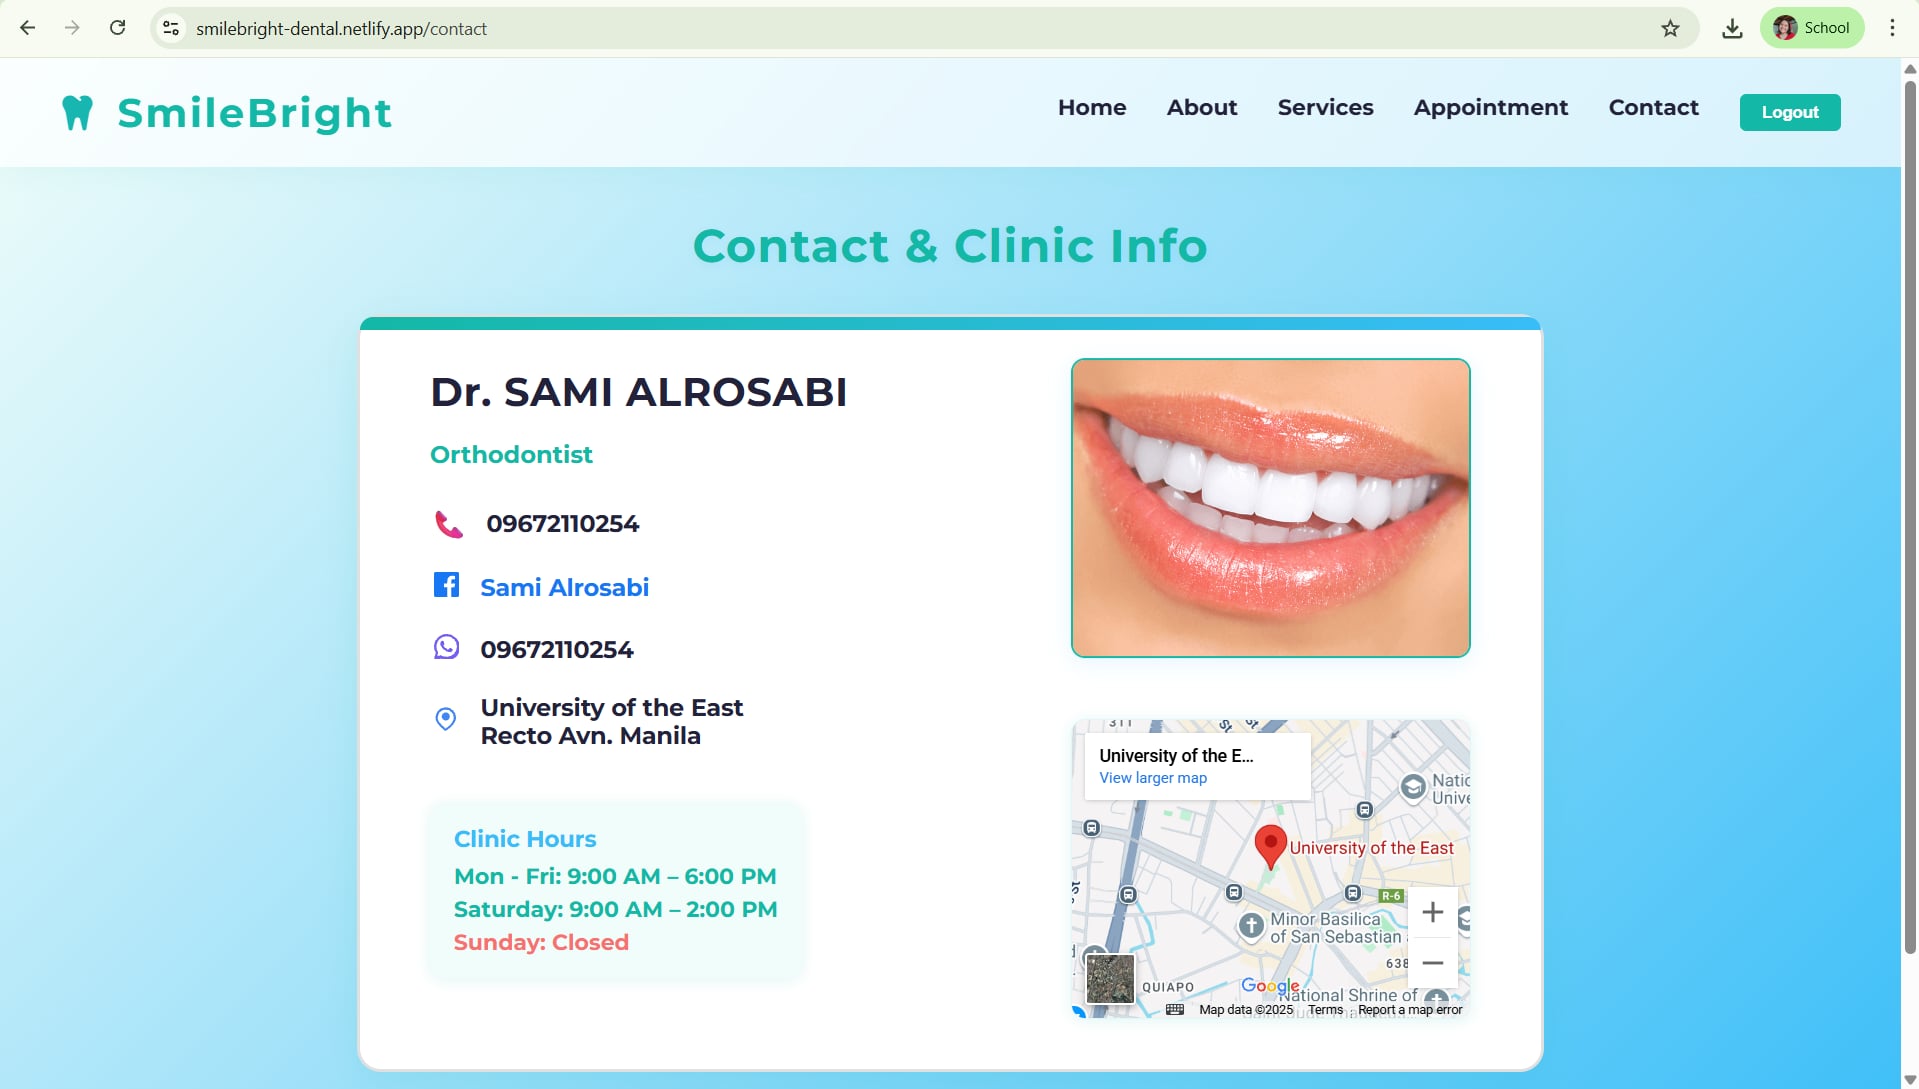 smilebright-dental.netlify.app/contact
School
SmileBright
Home
About
Services
Appointment
Contact
Logout
Contact & Clinic Info
Dr. SAMI ALROSABI
Orthodontist
09672110254
Sami Alrosabi
09672110254
University of the East
Recto Avn. Manila
Clinic Hours
Mon - Fri: 9:00 AM – 6:00 PM
Saturday: 9:00 AM – 2:00 PM
Sunday: Closed
311
St.
University of the E...
View larger map
Natio
Unive
University of the East
R-6
Minor Basilica
of San Sebastian
638
QUIAPO
Google
National Shrine of
Map data ©2025
Terms
Report a map error